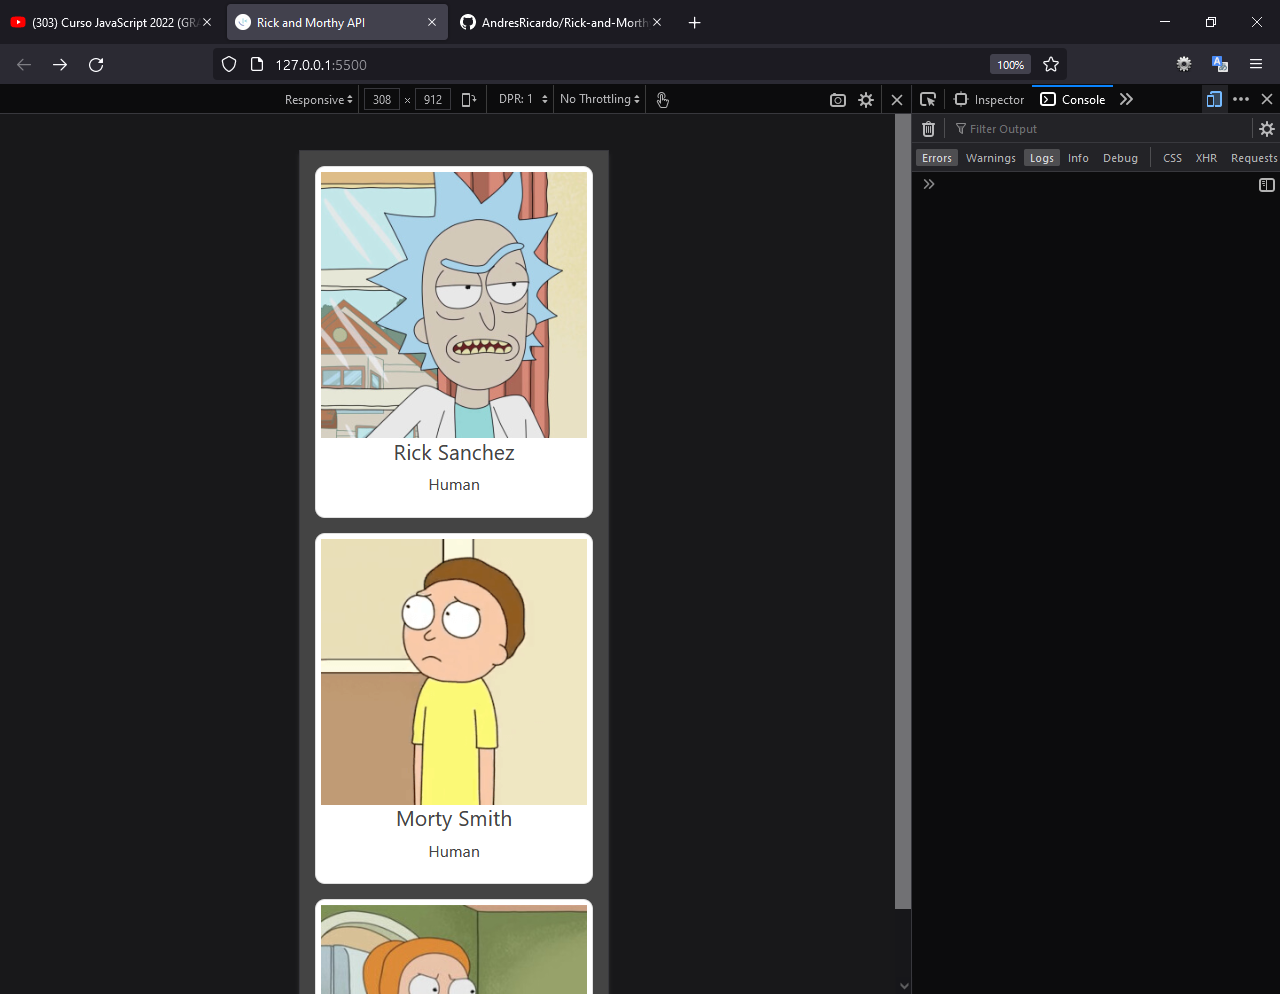 (303) Curso JavaScript 2022 (GRA
Rick and Morthy API
AndresRicardo/Rick-and-Morth
127.0.0.1:5500
100%
Responsive
308 × 912
DPR: 1
No Throttling
Inspector
Console
Filter Output
Errors
Warnings
Logs
Info
Debug
CSS
XHR
Requests
Rick Sanchez
Human
Morty Smith
Human